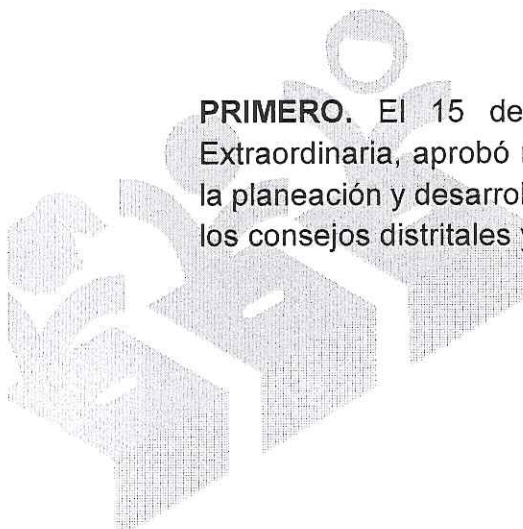 PRIMERO. El 15 de
Extraordinaria, aprobó
la planeación y desarrol
los consejos distritales